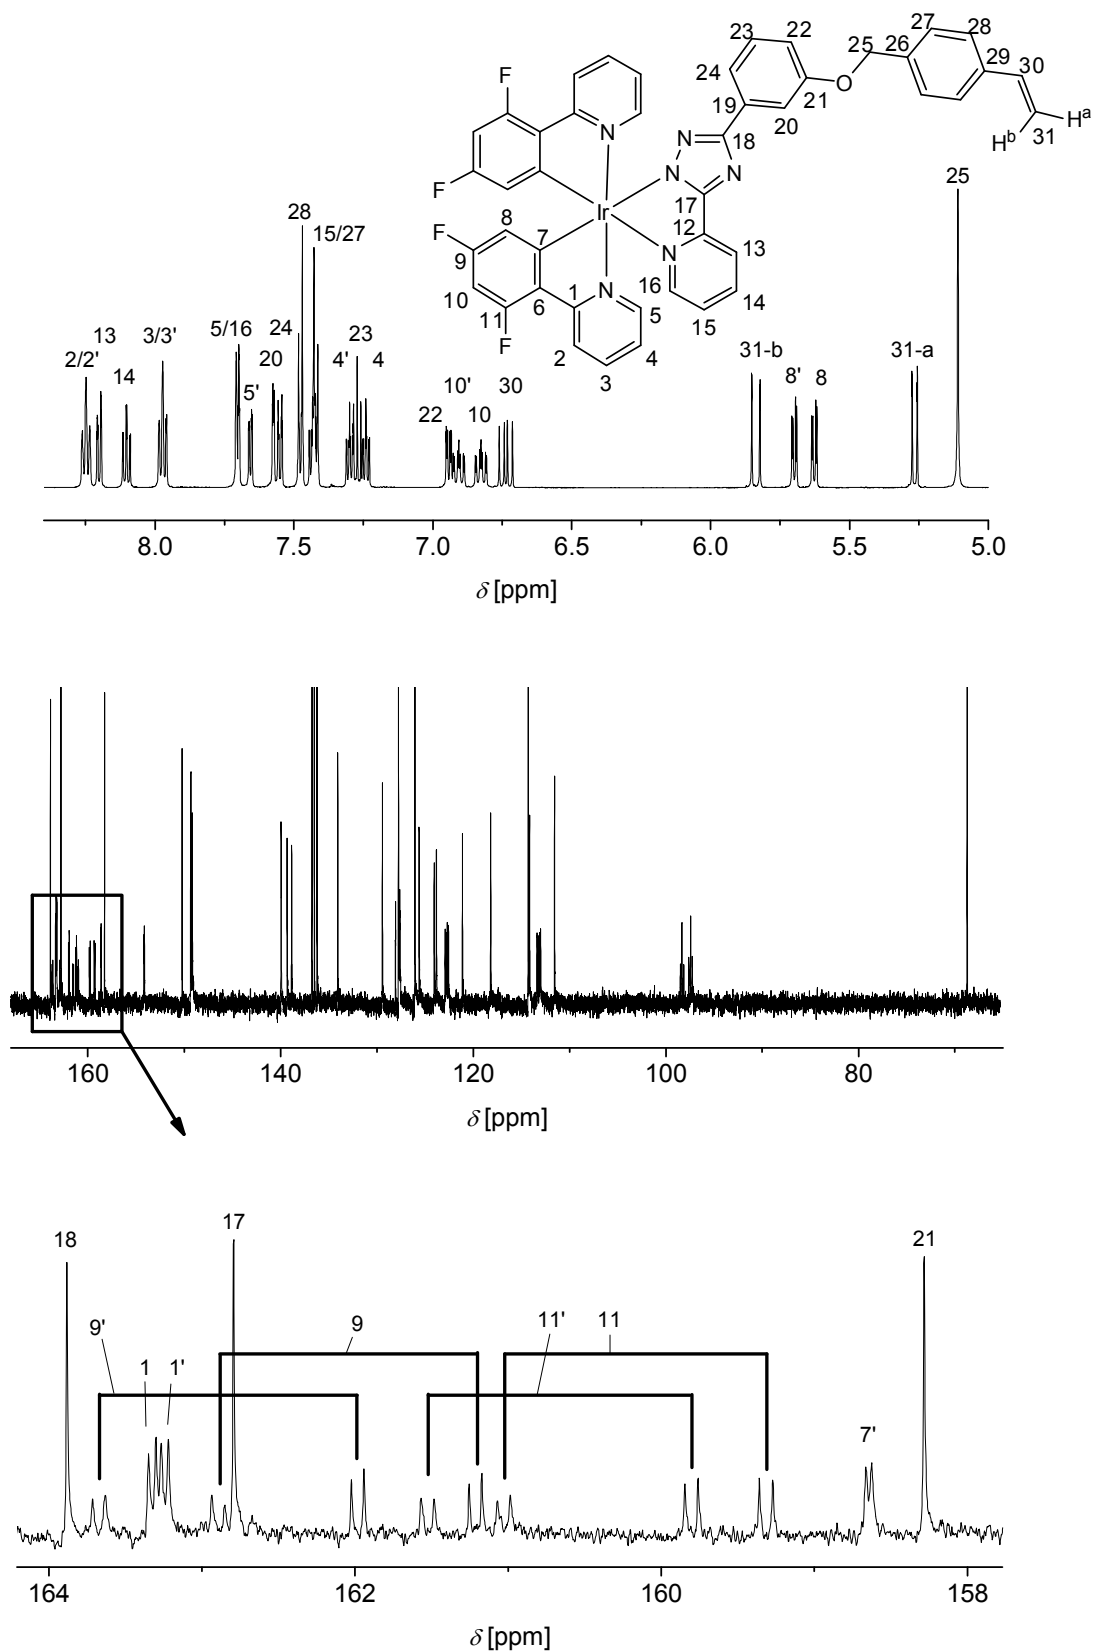 23 22 25 27 28
26
29 30
24
F
O
21
19
20
31 Hª
Hᵇ
N
N 18
N
F
N
17
25
28
15/27
Ir
8
F
7
12
13
9
N
14
16
10
1
N
15
6
5
11
F
2
4
3
2/2' 13 14 3/3' 5/16 5' 20 24 4' 23 4
22 10' 10 30
31-b 8' 8 31-a
8.0 7.5 7.0 6.5 6.0 5.5 5.0
δ [ppm]
160 140 120 100 80
δ [ppm]
18 17 21
9' 1 1' 9 11' 11
7'
164 162 160 158
δ [ppm]